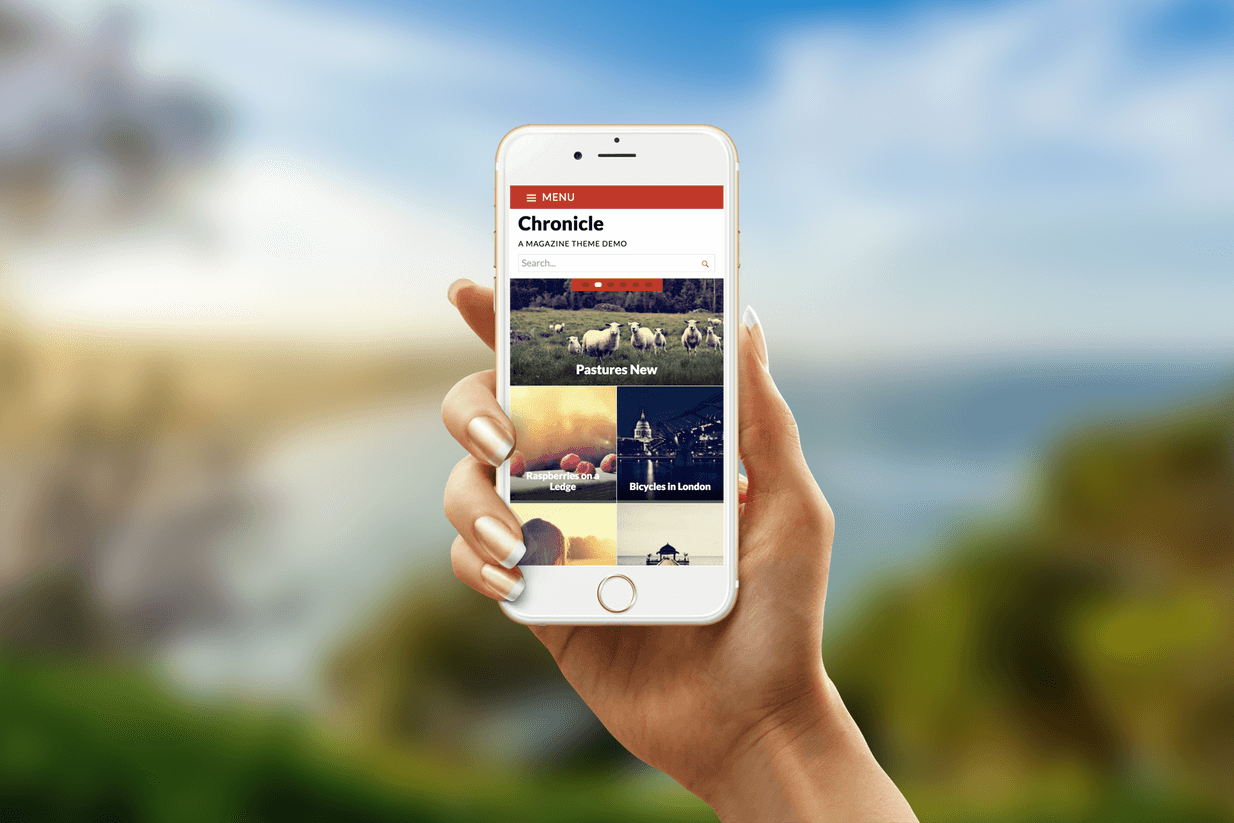 MENU
Chronicle
A MAGAZINE THEME DEMO
Search...
Pastures New
Raspberries on a
Ledge
Bicycles in London